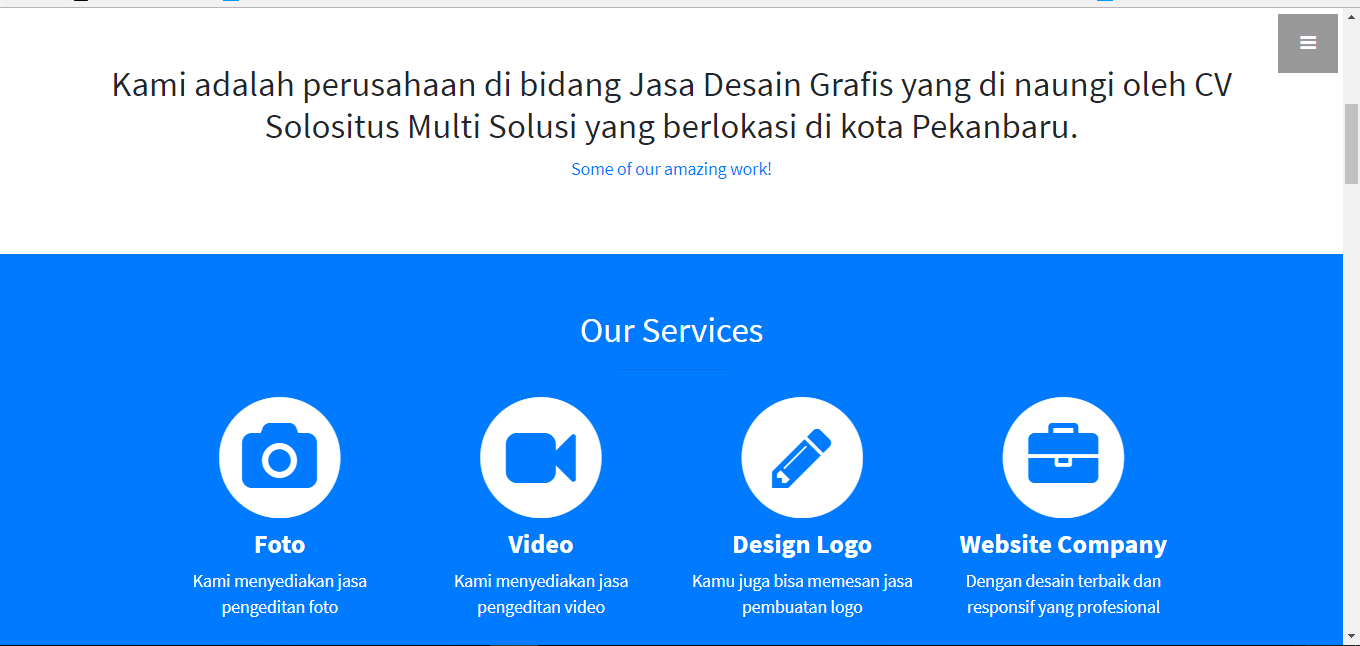 Kami adalah perusahaan di bidang Jasa Desain Grafis yang di naungi oleh CV
Solositus Multi Solusi yang berlokasi di kota Pekanbaru.
Some of our amazing work!
Our Services
Foto
Kami menyediakan jasa
pengeditan foto
Video
Kami menyediakan jasa
pengeditan video
Design Logo
Kamu juga bisa memesan jasa
pembuatan logo
Website Company
Dengan desain terbaik dan
responsif yang profesional